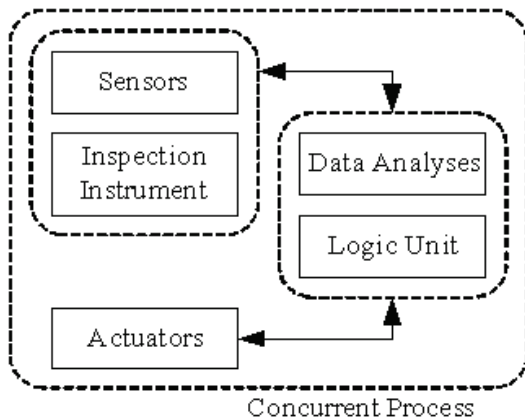 Sensors
Inspection
Instrument
Data Analyses
Logic Unit
Actuators
Concurrent Process